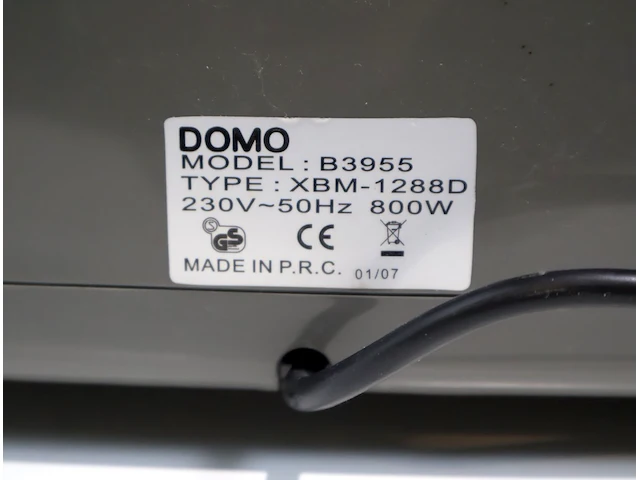 DOMO
MODEL : B3955
TYPE : XBM-1288D
230V~50Hz 800W
GS CE
MADE IN P.R.C. 01/07